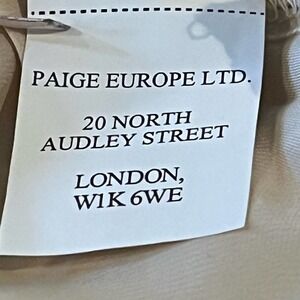 PAIGE EUROPE LTD.
20 NORTH
AUDLEY STREET
LONDON,
W1K 6WE